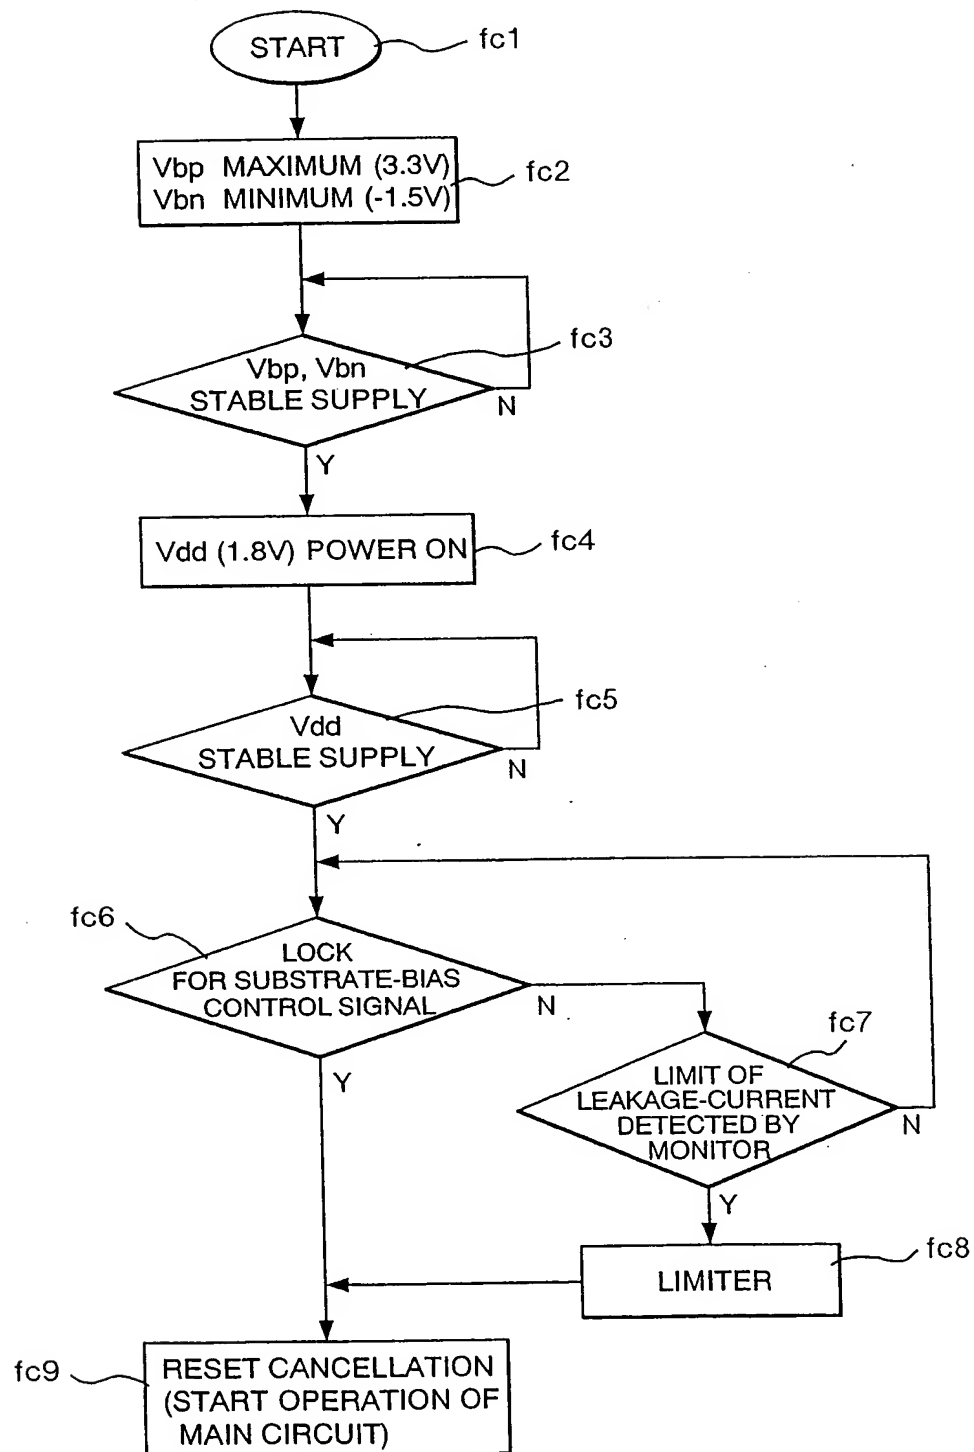 START
fc1
Vbp MAXIMUM (3.3V)
Vbn MINIMUM (-1.5V)
fc2
fc3
Vbp, Vbn
STABLE SUPPLY
N
Y
Vdd (1.8V) POWER ON
fc4
fc5
Vdd
STABLE SUPPLY
N
Y
fc6
LOCK
FOR SUBSTRATE-BIAS
CONTROL SIGNAL
N
Y
fc7
LIMIT OF
LEAKAGE-CURRENT
DETECTED BY
MONITOR
N
Y
LIMITER
fc8
fc9
RESET CANCELLATION
(START OPERATION OF
MAIN CIRCUIT)